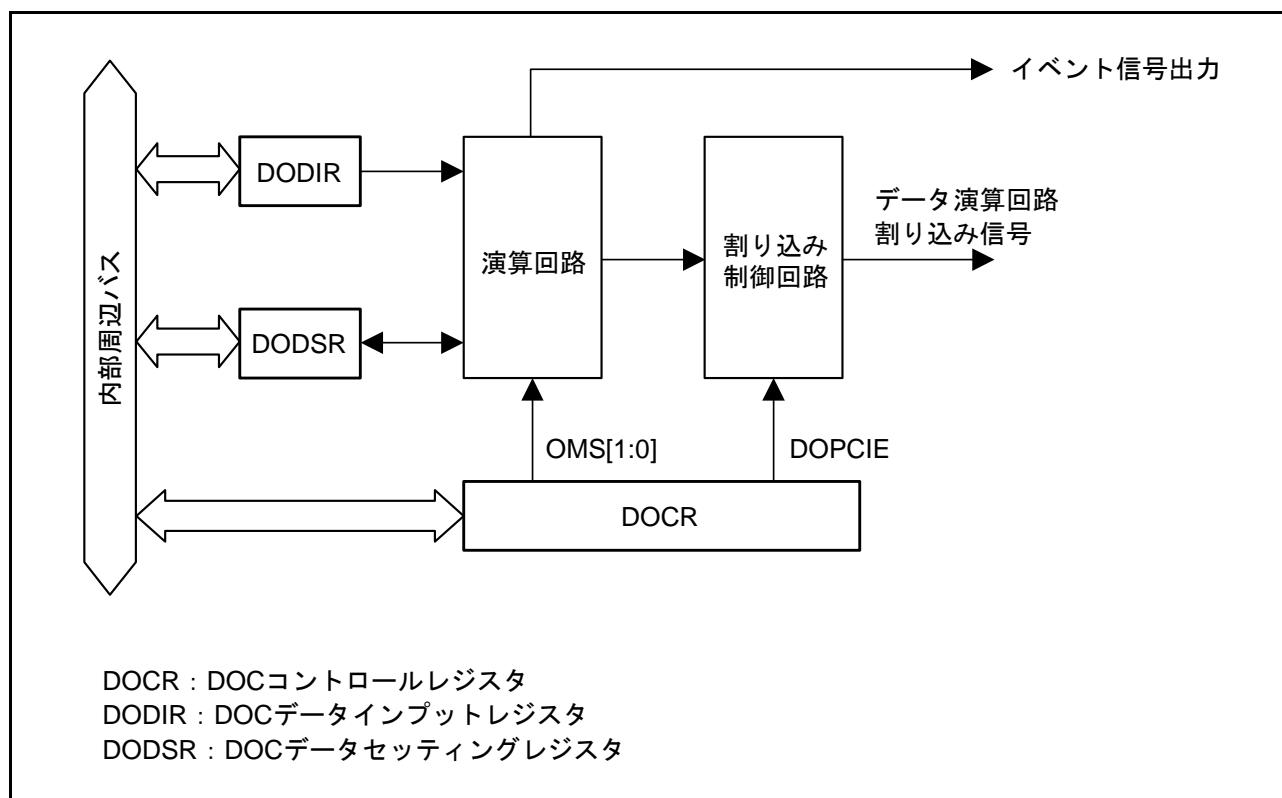 イベント信号出力
DODIR
データ演算回路
割り込み信号
演算回路
割り込み
制御回路
内部周辺バス
DODSR
OMS[1:0]
DOPCIE
DOCR
DOCR：DOCコントロールレジスタ
DODIR：DOCデータインプットレジスタ
DODSR：DOCデータセッティングレジスタ